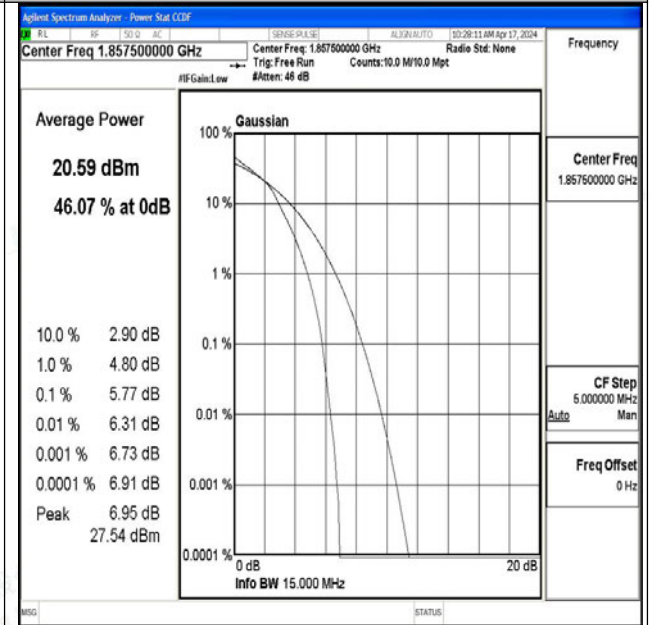 Agilent Spectrum Analyzer - Power Stat CCDF
RL RF 50 Ω AC SENSE:PULSE ALIGN AUTO 10:28:11 AM Apr 17, 2024
Center Freq 1.857500000 GHz
Center Freq: 1.857500000 GHz Radio Std: None
Trig: Free Run Counts:10.0 M/10.0 Mpt
#IFGain:Low #Atten: 46 dB
Frequency
Average Power
20.59 dBm
46.07 % at 0dB
10.0 % 2.90 dB
1.0 % 4.80 dB
0.1 % 5.77 dB
0.01 % 6.31 dB
0.001 % 6.73 dB
0.0001 % 6.91 dB
Peak 6.95 dB
27.54 dBm
Gaussian
100 %
10 %
1 %
0.1 %
0.01 %
0.001 %
0.0001 %
0 dB 20 dB
Info BW 15.000 MHz
Center Freq
1.857500000 GHz
CF Step
5.000000 MHz
Auto Man
Freq Offset
0 Hz
MSG STATUS